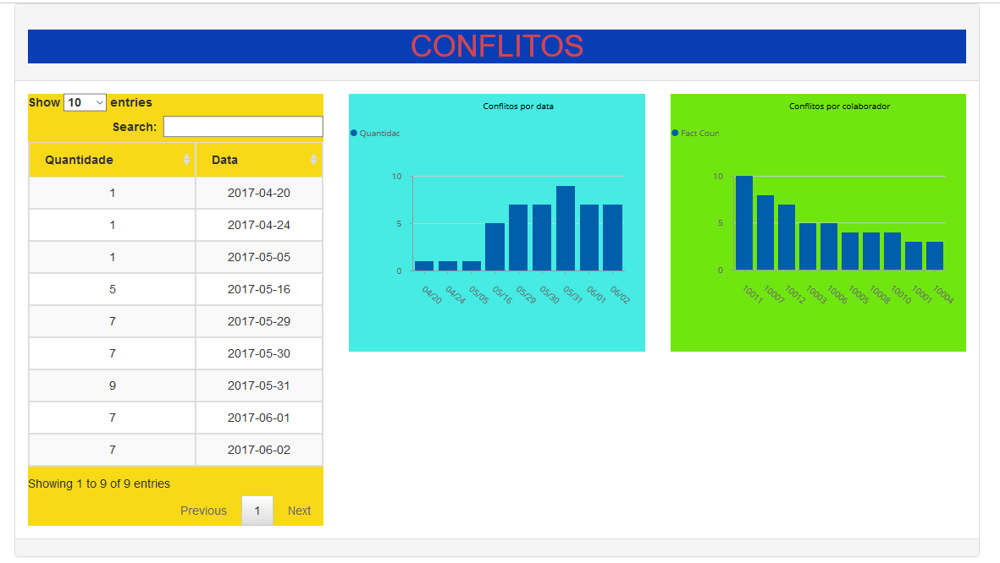 CONFLITOS
Show 10 entries
Search:
Quantidade Data
1 2017-04-20
1 2017-04-24
1 2017-05-05
5 2017-05-16
7 2017-05-29
7 2017-05-30
9 2017-05-31
7 2017-06-01
7 2017-06-02
Showing 1 to 9 of 9 entries
Previous 1 Next
Conflitos por data
Quantidac
10
5
0
04/20 04/24 05/05 05/16 05/29 05/30 05/31 06/01 06/02
Conflitos por colaborador
Fact Coun
10
5
0
10011 10007 10012 10003 10006 10005 10008 10010 10001 10004